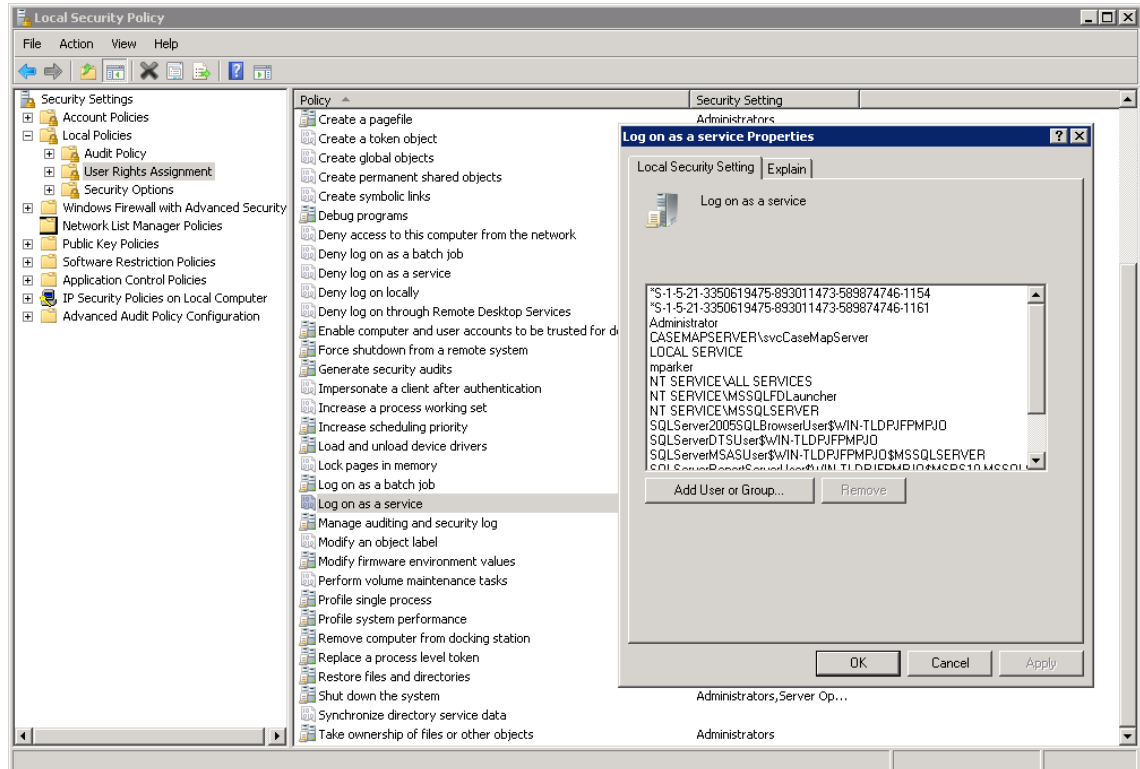 Local Security Policy
File Action View Help
Security Settings
Account Policies
Local Policies
Audit Policy
User Rights Assignment
Security Options
Windows Firewall with Advanced Security
Network List Manager Policies
Public Key Policies
Software Restriction Policies
Application Control Policies
IP Security Policies on Local Computer
Advanced Audit Policy Configuration
Policy Security Setting
Create a pagefile Administrators
Create a token object
Create global objects
Create permanent shared objects
Create symbolic links
Debug programs
Deny access to this computer from the network
Deny log on as a batch job
Deny log on as a service
Deny log on locally
Deny log on through Remote Desktop Services
Enable computer and user accounts to be trusted for d
Force shutdown from a remote system
Generate security audits
Impersonate a client after authentication
Increase a process working set
Increase scheduling priority
Load and unload device drivers
Lock pages in memory
Log on as a batch job
Log on as a service
Manage auditing and security log
Modify an object label
Modify firmware environment values
Perform volume maintenance tasks
Profile single process
Profile system performance
Remove computer from docking station
Replace a process level token
Restore files and directories
Shut down the system Administrators,Server Op...
Synchronize directory service data
Take ownership of files or other objects Administrators
Log on as a service Properties
Local Security Setting Explain
Log on as a service
*S-1-5-21-3350619475-893011473-589874746-1154
*S-1-5-21-3350619475-893011473-589874746-1161
Administrator
CASEMAPSERVER\svcCaseMapServer
LOCAL SERVICE
mparker
NT SERVICE\ALL SERVICES
NT SERVICE\MSSQLFDLauncher
NT SERVICE\MSSQLSERVER
SQLServer2005SQLBrowserUser$WIN-TLDPJFPMPJO
SQLServerDTSUser$WIN-TLDPJFPMPJO
SQLServerMSASUser$WIN-TLDPJFPMPJO$MSSQLSERVER
Add User or Group... Remove
OK Cancel Apply